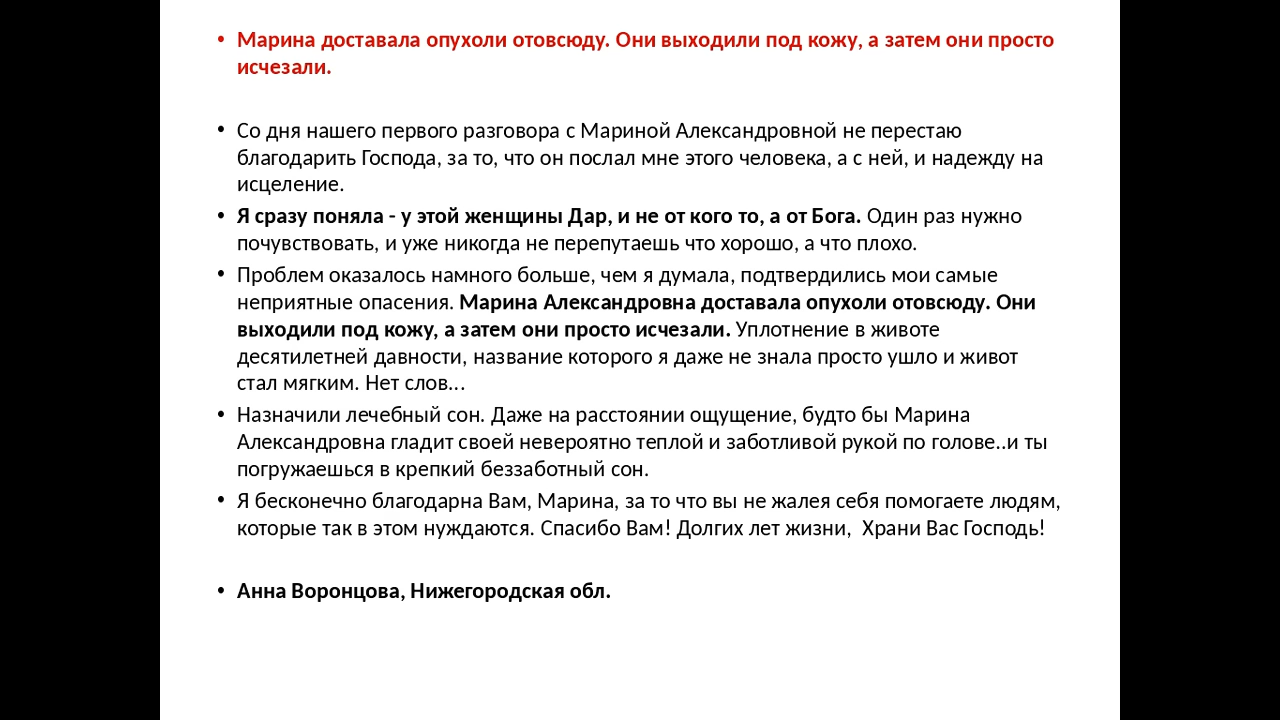 • Марина доставала опухоли отовсюду. Они выходили под кожу, а затем они просто
исчезали.
• Со дня нашего первого разговора с Мариной Александровной не перестаю
благодарить Господа, за то, что он послал мне этого человека, а с ней, и надежду на
исцеление.
• Я сразу поняла - у этой женщины Дар, и не от кого то, а от Бога. Один раз нужно
почувствовать, и уже никогда не перепутаешь что хорошо, а что плохо.
• Проблем оказалось намного больше, чем я думала, подтвердились мои самые
неприятные опасения. Марина Александровна доставала опухоли отовсюду. Они
выходили под кожу, а затем они просто исчезали. Уплотнение в животе
десятилетней давности, название которого я даже не знала просто ушло и живот
стал мягким. Нет слов...
• Назначили лечебный сон. Даже на расстоянии ощущение, будто бы Марина
Александровна гладит своей невероятно теплой и заботливой рукой по голове..и ты
погружаешься в крепкий беззаботный сон.
• Я бесконечно благодарна Вам, Марина, за то что вы не жалея себя помогаете людям,
которые так в этом нуждаются. Спасибо Вам! Долгих лет жизни,  Храни Вас Господь!
• Анна Воронцова, Нижегородская обл.